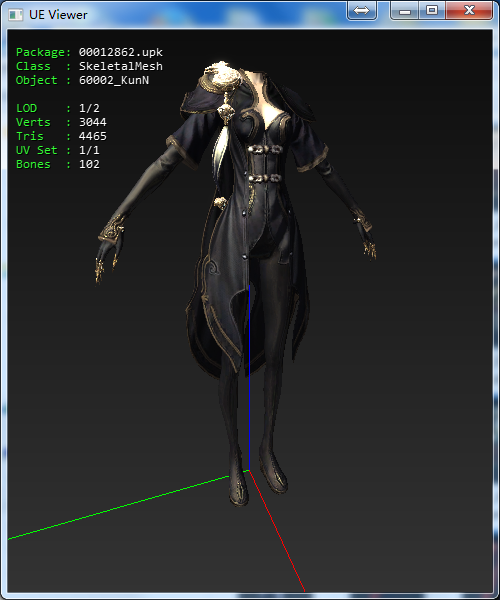 UE Viewer
Package: 00012862.upk
Class  : SkeletalMesh
Object : 60002_KunN
LOD    : 1/2
Verts  : 3044
Tris   : 4465
UV Set : 1/1
Bones  : 102